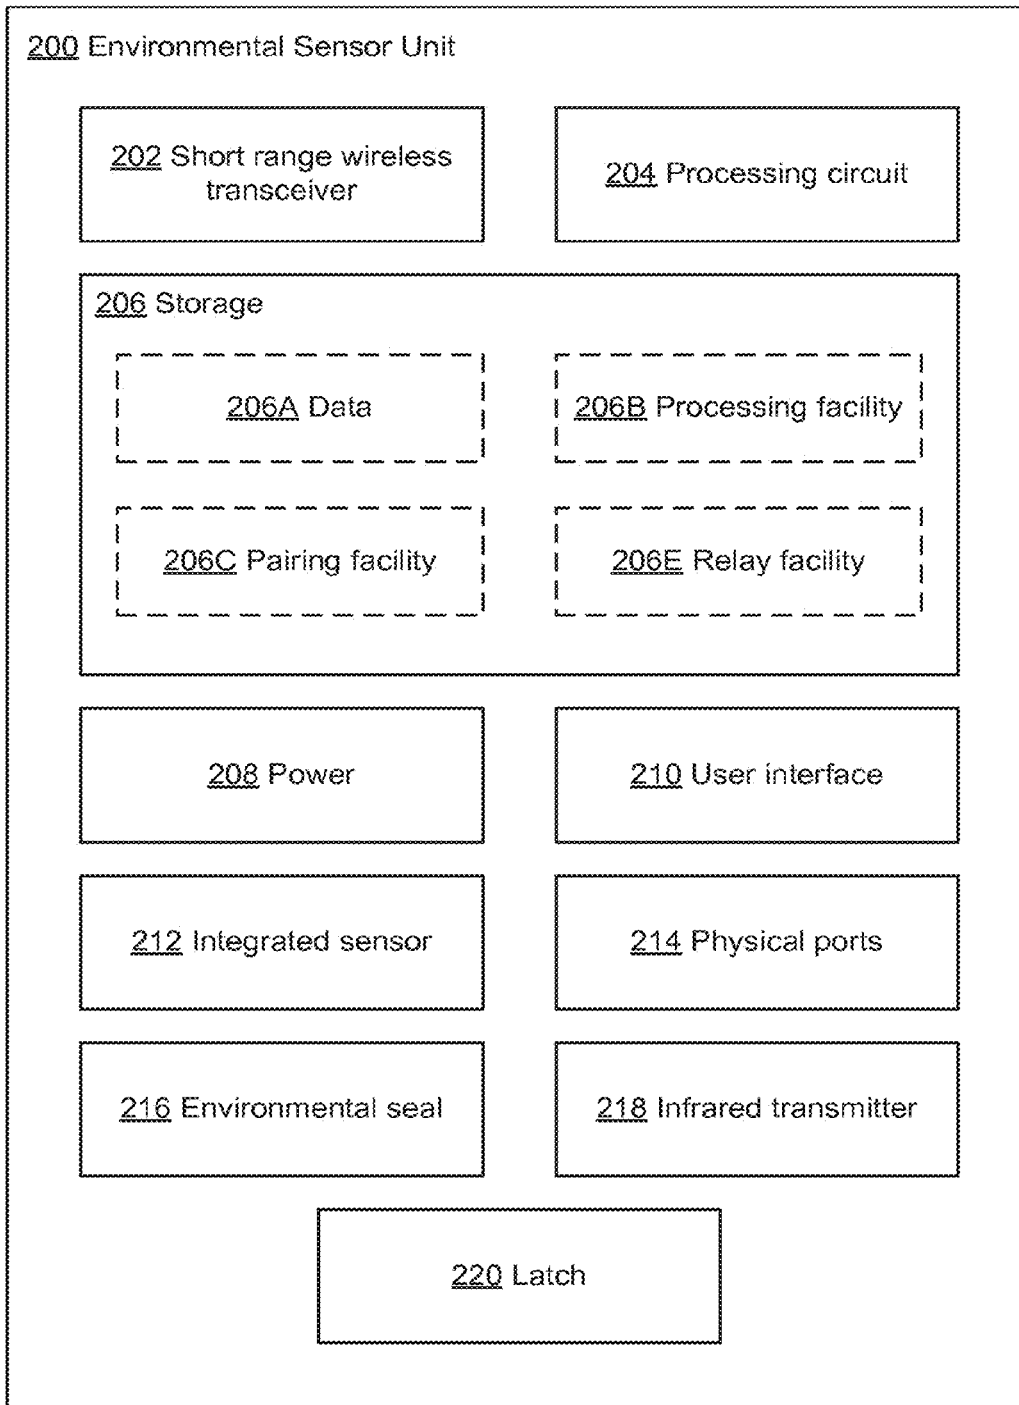 200 Environmental Sensor Unit
202 Short range wireless
transceiver
204 Processing circuit
206 Storage
206A Data
206B Processing facility
206C Pairing facility
206E Relay facility
208 Power
210 User interface
212 Integrated sensor
214 Physical ports
216 Environmental seal
218 Infrared transmitter
220 Latch